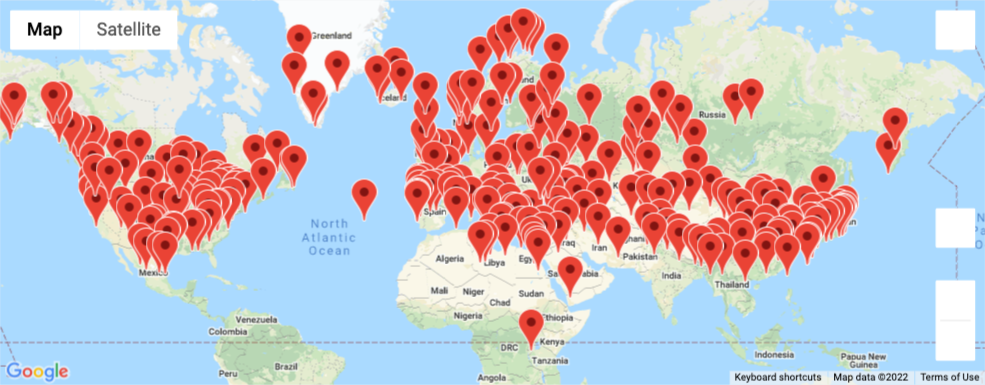 Map Satellite
Greenland
Iceland
Russia
North
Atlantic
Ocean
Spain
Algeria
Libya
Iraq
Iran
Pakistan
India
Thailand
Mexico
Mali
Niger
Chad
Sudan
Nigeria
Ethiopia
Venezuela
Colombia
DRC
Kenya
Tanzania
Indonesia
Papua New
Guinea
Peru
Brazil
Angola
Google
Keyboard shortcuts Map data ©2022 Terms of Use